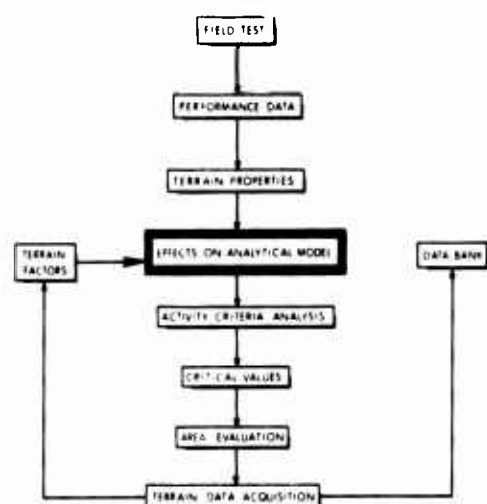 FIELD TEST
PERFORMANCE DATA
TERRAIN PROPERTIES
EFFECTS ON ANALYTICAL MODEL
TERRAIN
FACTORS
DATA BANK
ACTIVITY CRITERIA ANALYSIS
CRITICAL VALUES
AREA EVALUATION
TERRAIN DATA ACQUISITION